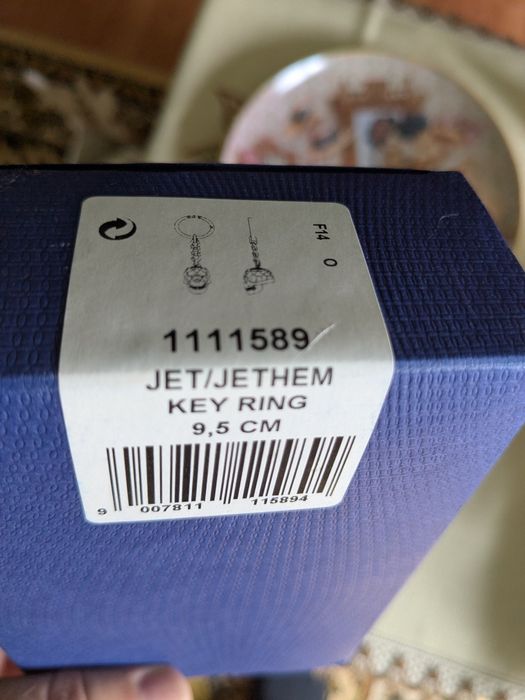 F14 O
1111589
JET/JETHEM
KEY RING
9,5 CM
9 007811 115894